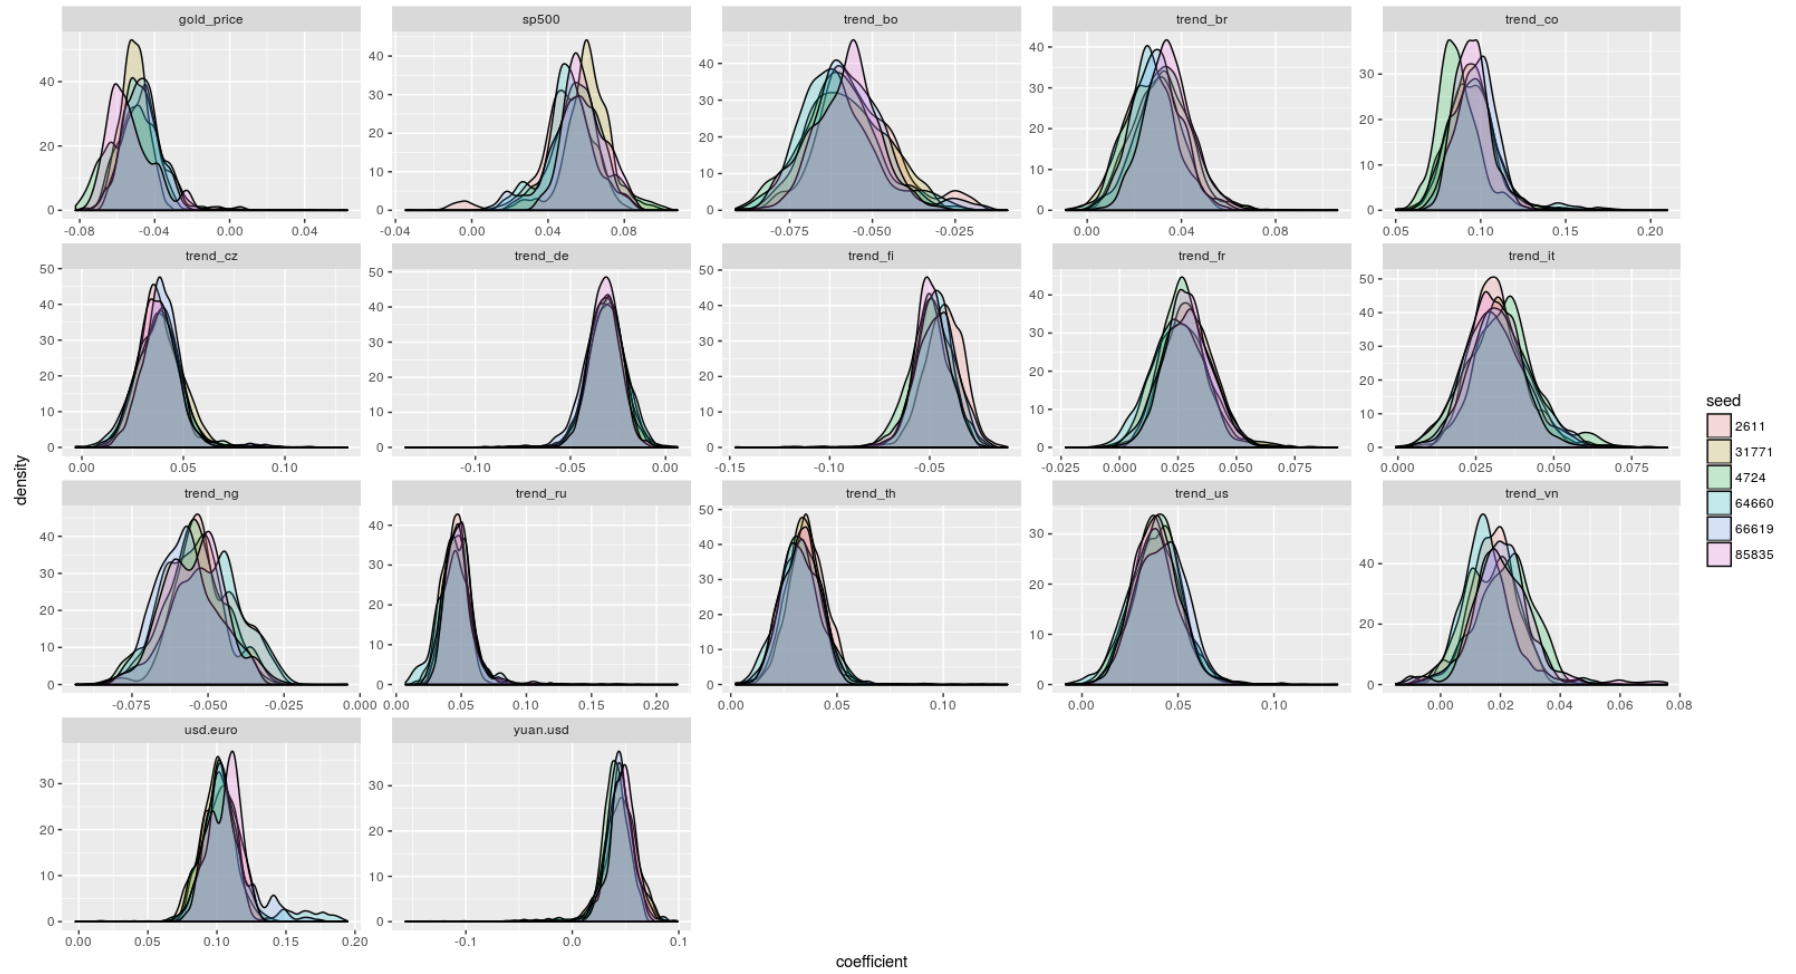 gold_price sp500 trend_bo trend_br trend_co
40 20 0
40 30 20 10 0
40 30 20 10 0
40 30 20 10 0
30 20 10 0
-0.08 -0.04 0.00 0.04
-0.04 0.00 0.04 0.08
-0.075 -0.050 -0.025
0.00 0.04 0.08
0.05 0.10 0.15 0.20
trend_cz trend_de trend_fi trend_fr trend_it
50 40 30 20 10 0
50 40 30 20 10 0
50 40 30 20 10 0
40 30 20 10 0
50 40 30 20 10 0
0.00 0.05 0.10
-0.10 -0.05 0.00
-0.15 -0.10 -0.05
-0.025 0.000 0.025 0.050 0.075
0.000 0.025 0.050 0.075
trend_ng trend_ru trend_th trend_us trend_vn
40 30 20 10 0
40 30 20 10 0
50 40 30 20 10 0
30 20 10 0
40 20 0
-0.075 -0.050 -0.025 0.000
0.00 0.05 0.10 0.15 0.20
0.00 0.05 0.10
0.00 0.05 0.10
0.00 0.02 0.04 0.06 0.08
usd.euro yuan.usd
30 20 10 0
30 20 10 0
0.00 0.05 0.10 0.15 0.20
-0.1 0.0 0.1
density
coefficient
seed
2611
31771
4724
64660
66619
85835